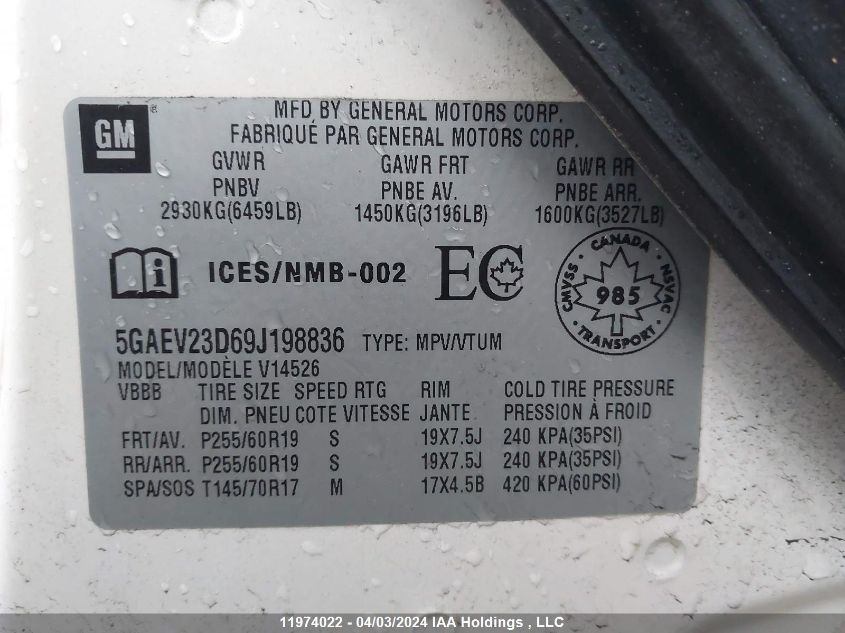 GM
MFD BY GENERAL MOTORS CORP.
FABRIQUÉ PAR GENERAL MOTORS CORP.
GVWR GAWR FRT GAWR RR
PNBV PNBE AV. PNBE ARR.
2930KG(6459LB) 1450KG(3196LB) 1600KG(3527LB)
i ICES/NMB-002 EC
CANADA
CMVSS 985 NSVAC
TRANSPORT
5GAEV23D69J198836 TYPE: MPV/VTUM
MODEL/MODÈLE V14526
VBBB TIRE SIZE SPEED RTG RIM COLD TIRE PRESSURE
DIM. PNEU COTE VITESSE JANTE. PRESSION À FROID
FRT/AV. P255/60R19 S 19X7.5J 240 KPA(35PSI)
RR/ARR. P255/60R19 S 19X7.5J 240 KPA(35PSI)
SPA/SOS T145/70R17 M 17X4.5B 420 KPA(60PSI)
11974022 - 04/03/2024 IAA Holdings , LLC